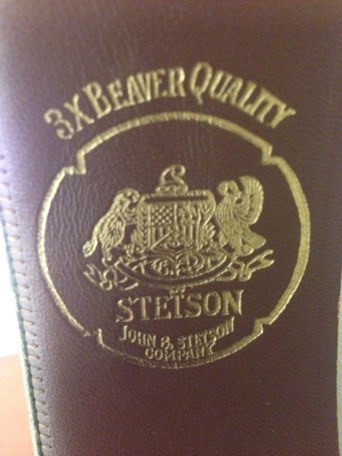 3X BEAVER QUALITY
STETSON
JOHN B. STETSON
COMPANY